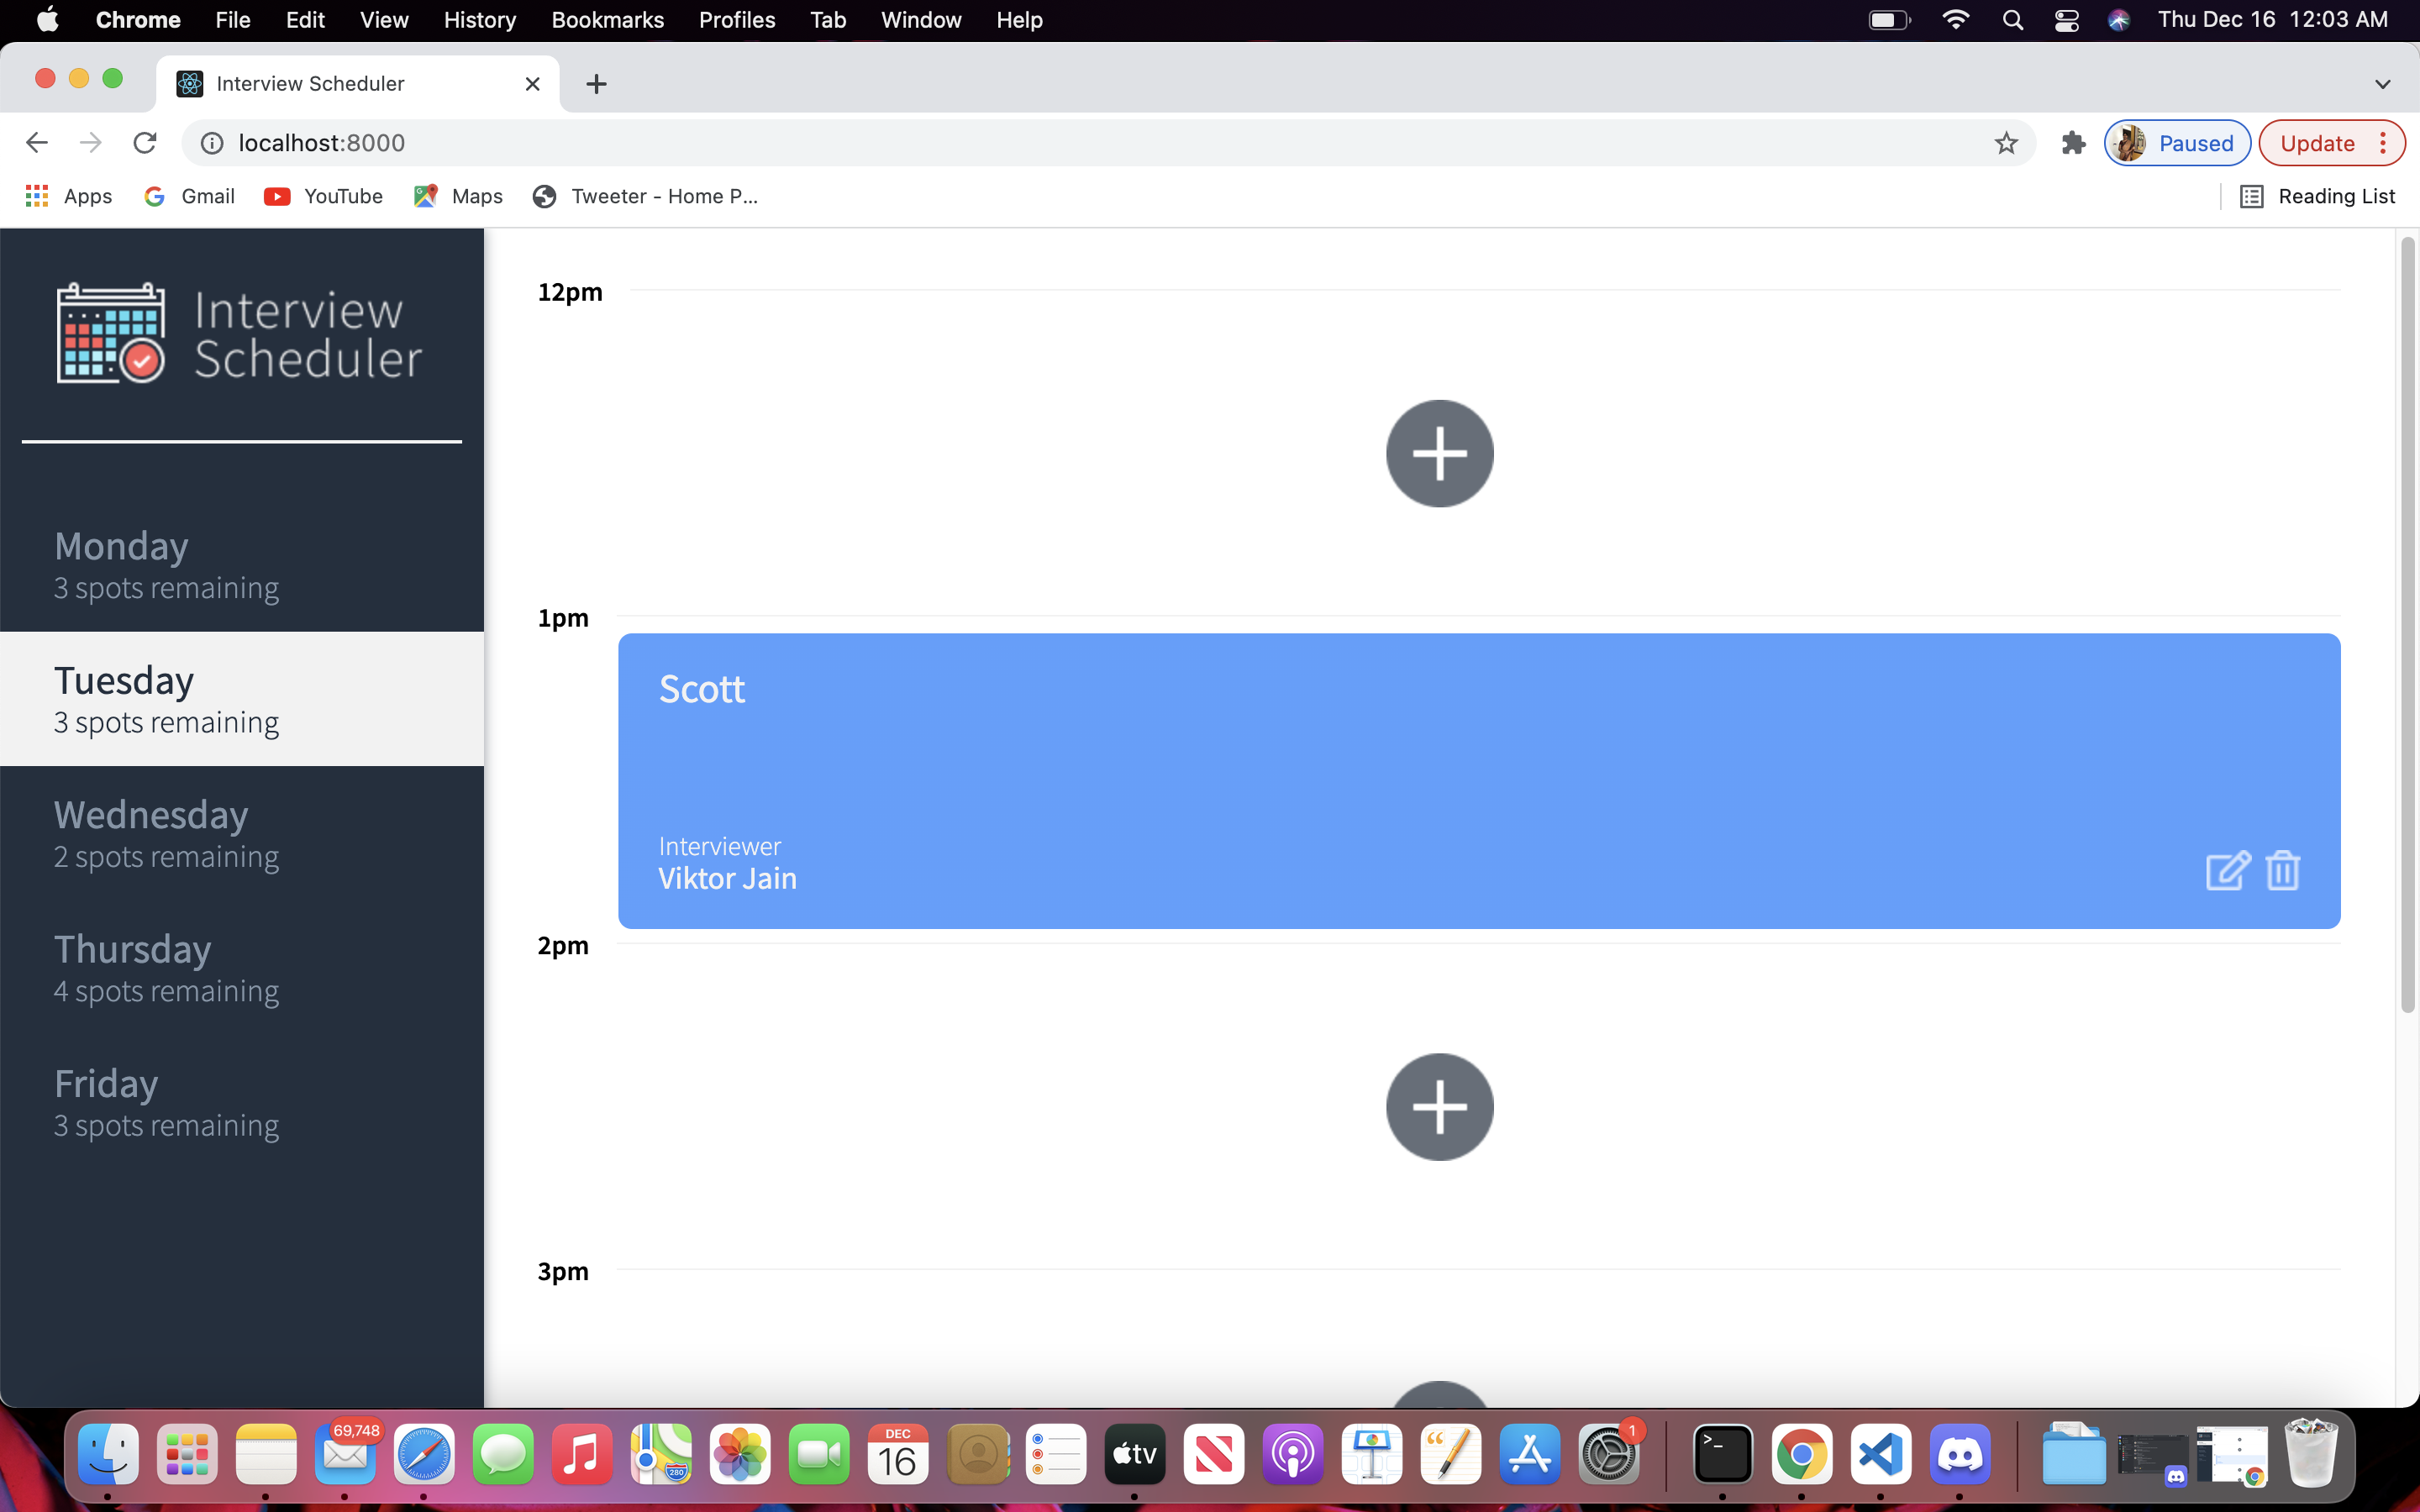 Chrome File Edit View History Bookmarks Profiles Tab Window Help Thu Dec 16 12:03 AM
Interview Scheduler
localhost:8000 Paused Update
Apps Gmail YouTube Maps Tweeter - Home P... Reading List
Interview
Scheduler
Monday
3 spots remaining
Tuesday
3 spots remaining
Wednesday
2 spots remaining
Thursday
4 spots remaining
Friday
3 spots remaining
12pm
1pm
Scott
Interviewer
Viktor Jain
2pm
3pm
69,748
280
DEC
16
tv
1
>_